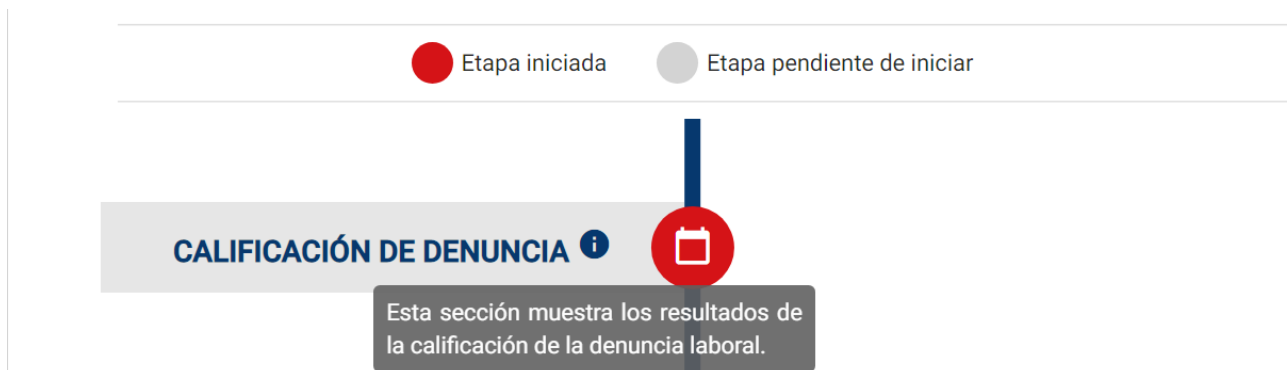 Etapa iniciada Etapa pendiente de iniciar
CALIFICACIÓN DE DENUNCIA i
Esta sección muestra los resultados de
la calificación de la denuncia laboral.